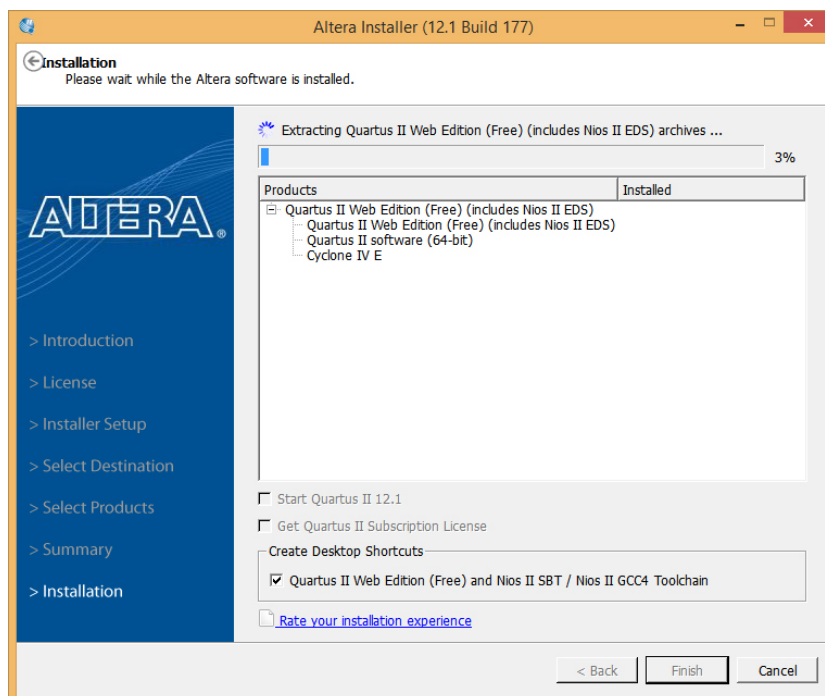 Altera Installer (12.1 Build 177)
Installation
Please wait while the Altera software is installed.
Extracting Quartus II Web Edition (Free) (includes Nios II EDS) archives ...
3%
Products Installed
Quartus II Web Edition (Free) (includes Nios II EDS)
Quartus II Web Edition (Free) (includes Nios II EDS)
Quartus II software (64-bit)
Cyclone IV E
ALTERA®
> Introduction
> License
> Installer Setup
> Select Destination
> Select Products
> Summary
> Installation
Start Quartus II 12.1
Get Quartus II Subscription License
Create Desktop Shortcuts
Quartus II Web Edition (Free) and Nios II SBT / Nios II GCC4 Toolchain
Rate your installation experience
< Back Finish Cancel